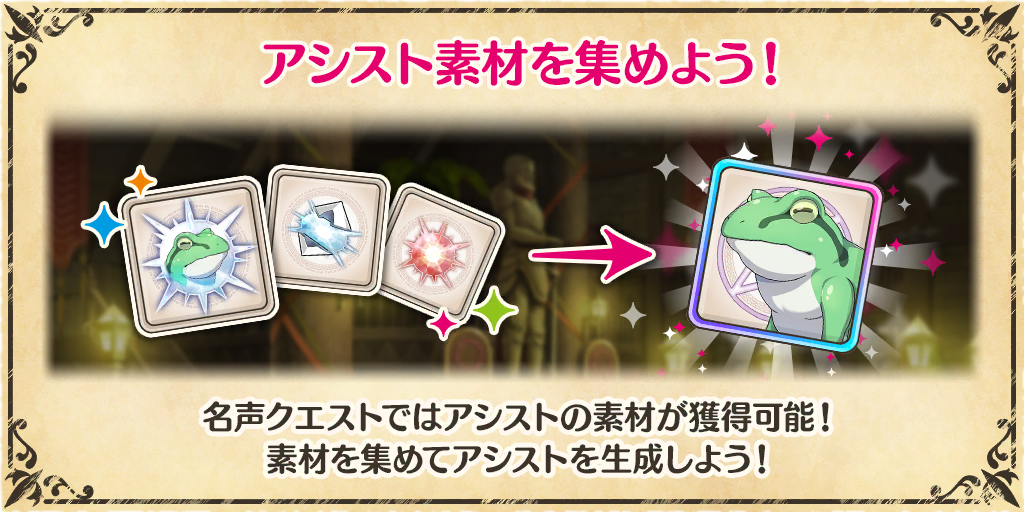 アシスト素材を集めよう！
名声クエストではアシストの素材が獲得可能！
素材を集めてアシストを生成しよう！